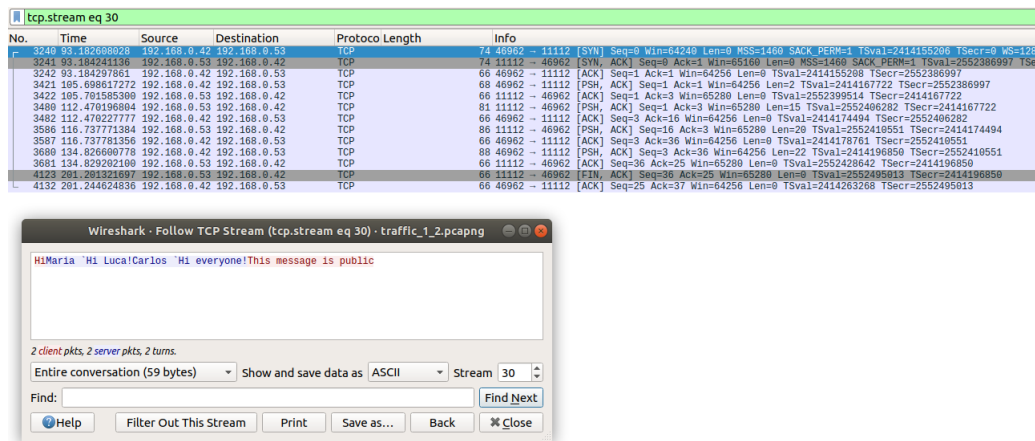 tcp.stream eq 30
No. Time Source Destination Protoco Length Info
3240 93.182608028 192.168.0.42 192.168.0.53 TCP 74 46962 → 11112 [SYN] Seq=0 Win=64240 Len=0 MSS=1460 SACK_PERM=1 TSval=2414155206 TSecr=0 WS=128
3241 93.184241136 192.168.0.53 192.168.0.42 TCP 74 11112 → 46962 [SYN, ACK] Seq=0 Ack=1 Win=65160 Len=0 MSS=1460 SACK_PERM=1 TSval=2552386997 TSe
3242 93.184297861 192.168.0.42 192.168.0.53 TCP 66 46962 → 11112 [ACK] Seq=1 Ack=1 Win=64256 Len=0 TSval=2414155208 TSecr=2552386997
3421 105.698617272 192.168.0.42 192.168.0.53 TCP 68 46962 → 11112 [PSH, ACK] Seq=1 Ack=1 Win=64256 Len=2 TSval=2414167722 TSecr=2552386997
3422 105.701585300 192.168.0.53 192.168.0.42 TCP 66 11112 → 46962 [ACK] Seq=1 Ack=3 Win=65280 Len=0 TSval=2552399514 TSecr=2414167722
3480 112.470196804 192.168.0.53 192.168.0.42 TCP 81 11112 → 46962 [PSH, ACK] Seq=1 Ack=3 Win=65280 Len=15 TSval=2552406282 TSecr=2414167722
3482 112.470227777 192.168.0.42 192.168.0.53 TCP 66 46962 → 11112 [ACK] Seq=3 Ack=16 Win=64256 Len=0 TSval=2414174494 TSecr=2552406282
3586 116.737771384 192.168.0.53 192.168.0.42 TCP 86 11112 → 46962 [PSH, ACK] Seq=16 Ack=3 Win=65280 Len=20 TSval=2552410551 TSecr=2414174494
3587 116.737781356 192.168.0.42 192.168.0.53 TCP 66 46962 → 11112 [ACK] Seq=3 Ack=36 Win=64256 Len=0 TSval=2414178761 TSecr=2552410551
3680 134.826600778 192.168.0.42 192.168.0.53 TCP 88 46962 → 11112 [PSH, ACK] Seq=3 Ack=36 Win=64256 Len=22 TSval=2414196850 TSecr=2552410551
3681 134.829202100 192.168.0.53 192.168.0.42 TCP 66 11112 → 46962 [ACK] Seq=36 Ack=25 Win=65280 Len=0 TSval=2552428642 TSecr=2414196850
4123 201.201321697 192.168.0.53 192.168.0.42 TCP 66 11112 → 46962 [FIN, ACK] Seq=36 Ack=25 Win=65280 Len=0 TSval=2552495013 TSecr=2414196850
4132 201.244624836 192.168.0.42 192.168.0.53 TCP 66 46962 → 11112 [ACK] Seq=25 Ack=37 Win=64256 Len=0 TSval=2414263268 TSecr=2552495013
Wireshark · Follow TCP Stream (tcp.stream eq 30) · traffic_1_2.pcapng
HiMaria `Hi Luca!Carlos `Hi everyone!This message is public
2 client pkts, 2 server pkts, 2 turns.
Entire conversation (59 bytes) Show and save data as ASCII Stream 30
Find: Find Next
Help Filter Out This Stream Print Save as… Back Close